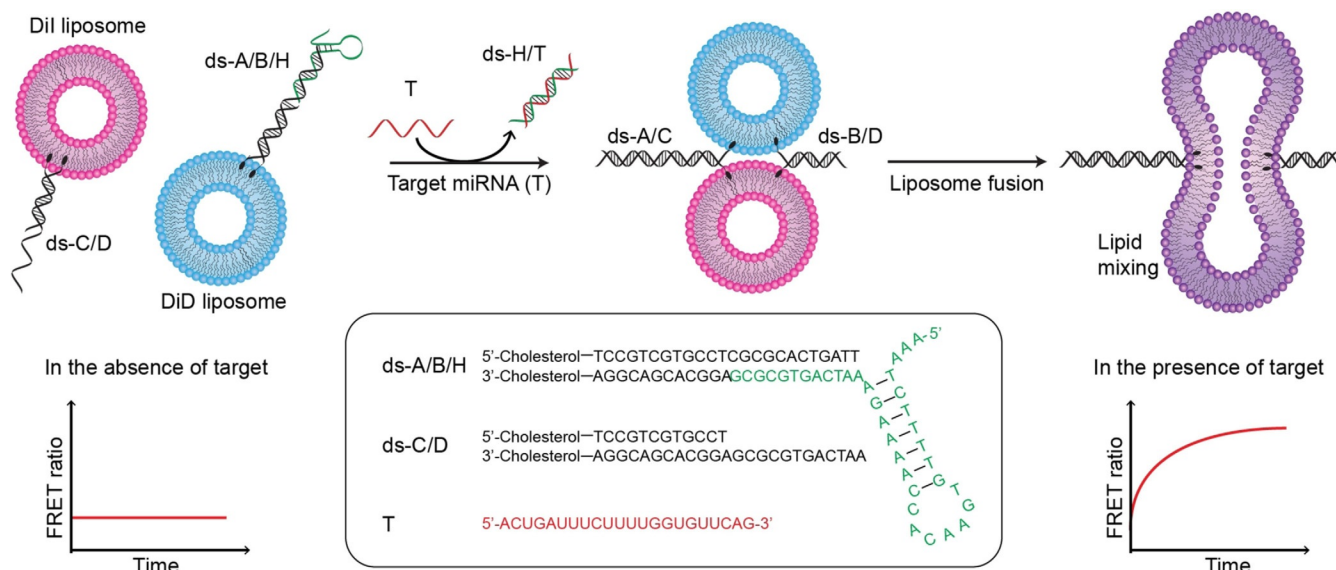 DiI liposome
ds-A/B/H
ds-C/D
DiD liposome
T
ds-H/T
Target miRNA (T)
ds-A/C
ds-B/D
Liposome fusion
Lipid
mixing
In the absence of target
FRET ratio
Time
ds-A/B/H
5'-Cholesterol—TCCGTCGTGCCTCGCGCACTGATT
3'-Cholesterol—AGGCAGCACGGAGCGCGTGACTAA
AGAAAACCACAAGTGTTTTCTAAA-5'
ds-C/D
5'-Cholesterol—TCCGTCGTGCCT
3'-Cholesterol—AGGCAGCACGGAGCGCGTGACTAA
T
5'-ACUGAUUUCUUUUGGUGUUCAG-3'
In the presence of target
FRET ratio
Time